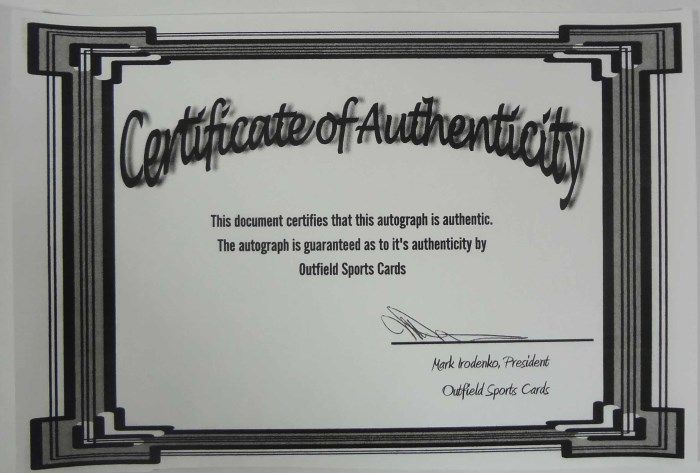 Certificate of Authenticity
This document certifies that this autograph is authentic.
The autograph is guaranteed as to it's authenticity by
Outfield Sports Cards
Mark Irodenko, President
Outfield Sports Cards